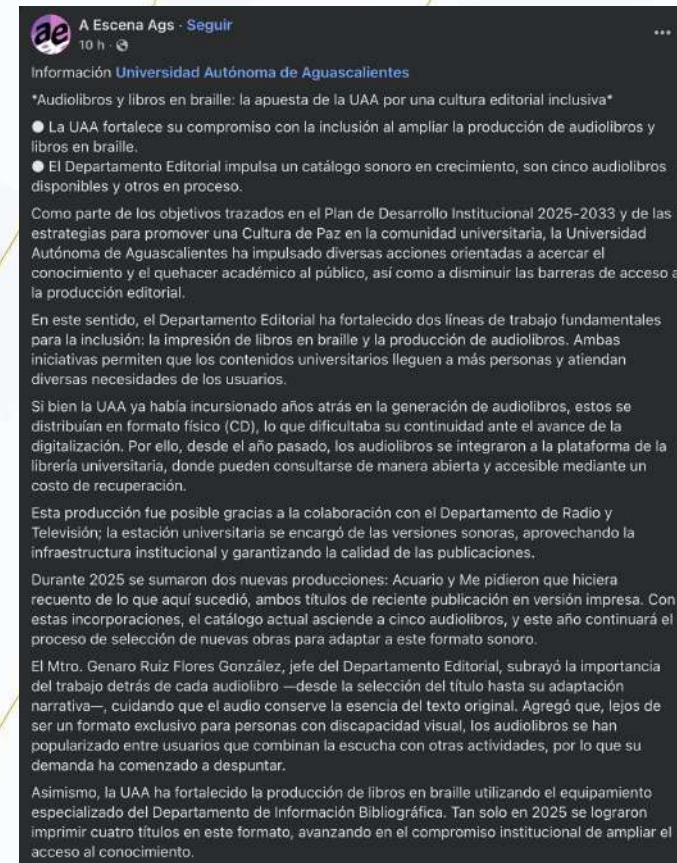 ae
A Escena Ags · Seguir
10 h ·
Información Universidad Autónoma de Aguascalientes
*Audiolibros y libros en braille: la apuesta de la UAA por una cultura editorial inclusiva*
● La UAA fortalece su compromiso con la inclusión al ampliar la producción de audiolibros y
libros en braille.
● El Departamento Editorial impulsa un catálogo sonoro en crecimiento, son cinco audiolibros
disponibles y otros en proceso.
Como parte de los objetivos trazados en el Plan de Desarrollo Institucional 2025-2033 y de las
estrategias para promover una Cultura de Paz en la comunidad universitaria, la Universidad
Autónoma de Aguascalientes ha impulsado diversas acciones orientadas a acercar el
conocimiento y el quehacer académico al público, así como a disminuir las barreras de acceso a
la producción editorial.
En este sentido, el Departamento Editorial ha fortalecido dos líneas de trabajo fundamentales
para la inclusión: la impresión de libros en braille y la producción de audiolibros. Ambas
iniciativas permiten que los contenidos universitarios lleguen a más personas y atiendan
diversas necesidades de los usuarios.
Si bien la UAA ya había incursionado años atrás en la generación de audiolibros, estos se
distribuían en formato físico (CD), lo que dificultaba su continuidad ante el avance de la
digitalización. Por ello, desde el año pasado, los audiolibros se integraron a la plataforma de la
librería universitaria, donde pueden consultarse de manera abierta y accesible mediante un
costo de recuperación.
Esta producción fue posible gracias a la colaboración con el Departamento de Radio y
Televisión; la estación universitaria se encargó de las versiones sonoras, aprovechando la
infraestructura institucional y garantizando la calidad de las publicaciones.
Durante 2025 se sumaron dos nuevas producciones: Acuario y Me pidieron que hiciera
recuento de lo que aquí sucedió, ambos títulos de reciente publicación en versión impresa. Con
estas incorporaciones, el catálogo actual asciende a cinco audiolibros, y este año continuará el
proceso de selección de nuevas obras para adaptar a este formato sonoro.
El Mtro. Genaro Ruiz Flores González, jefe del Departamento Editorial, subrayó la importancia
del trabajo detrás de cada audiolibro —desde la selección del título hasta su adaptación
narrativa—, cuidando que el audio conserve la esencia del texto original. Agregó que, lejos de
ser un formato exclusivo para personas con discapacidad visual, los audiolibros se han
popularizado entre usuarios que combinan la escucha con otras actividades, por lo que su
demanda ha comenzado a despuntar.
Asimismo, la UAA ha fortalecido la producción de libros en braille utilizando el equipamiento
especializado del Departamento de Información Bibliográfica. Tan solo en 2025 se lograron
imprimir cuatro títulos en este formato, avanzando en el compromiso institucional de ampliar el
acceso al conocimiento.